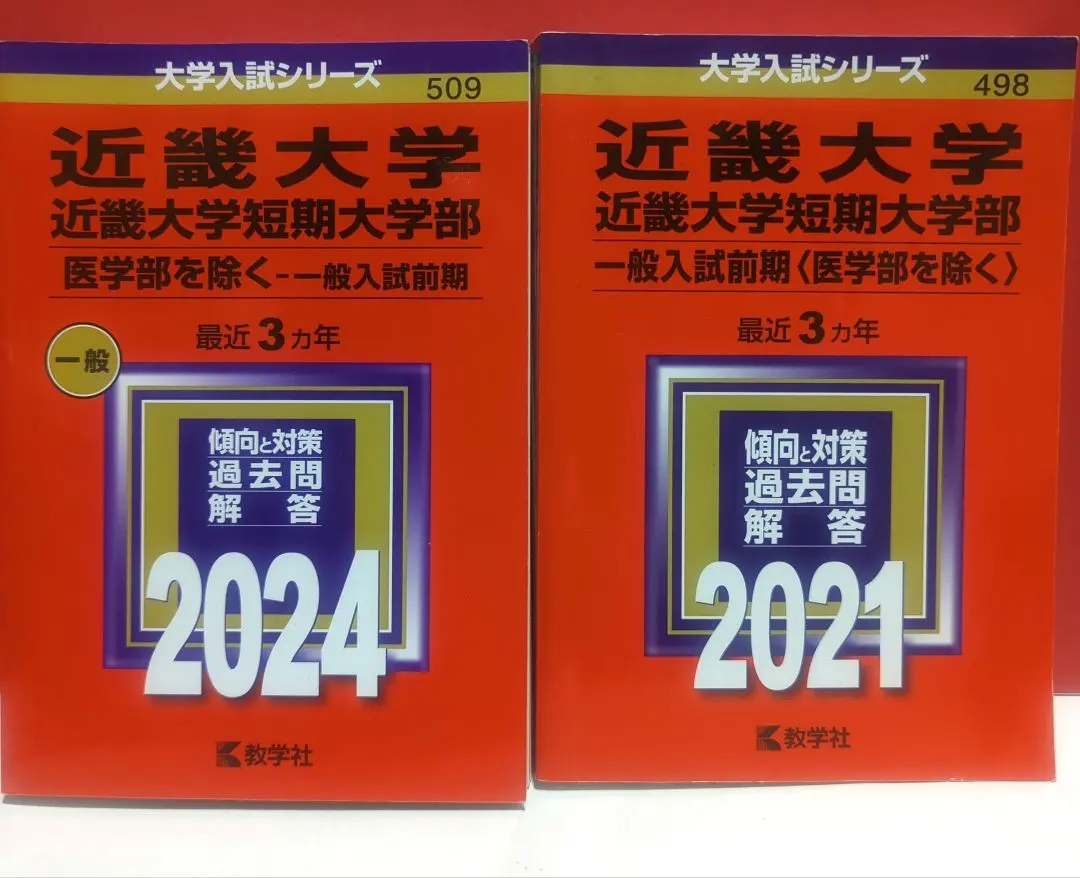 大学入試シリーズ
509
近畿大学
近畿大学短期大学部
医学部を除く-一般入試前期
最近3カ年
一般
傾向と対策
過去問
解答
2024
教学社
大学入試シリーズ
498
近畿大学
近畿大学短期大学部
一般入試前期〈医学部を除く〉
最近3カ年
傾向と対策
過去問
解答
2021
教学社